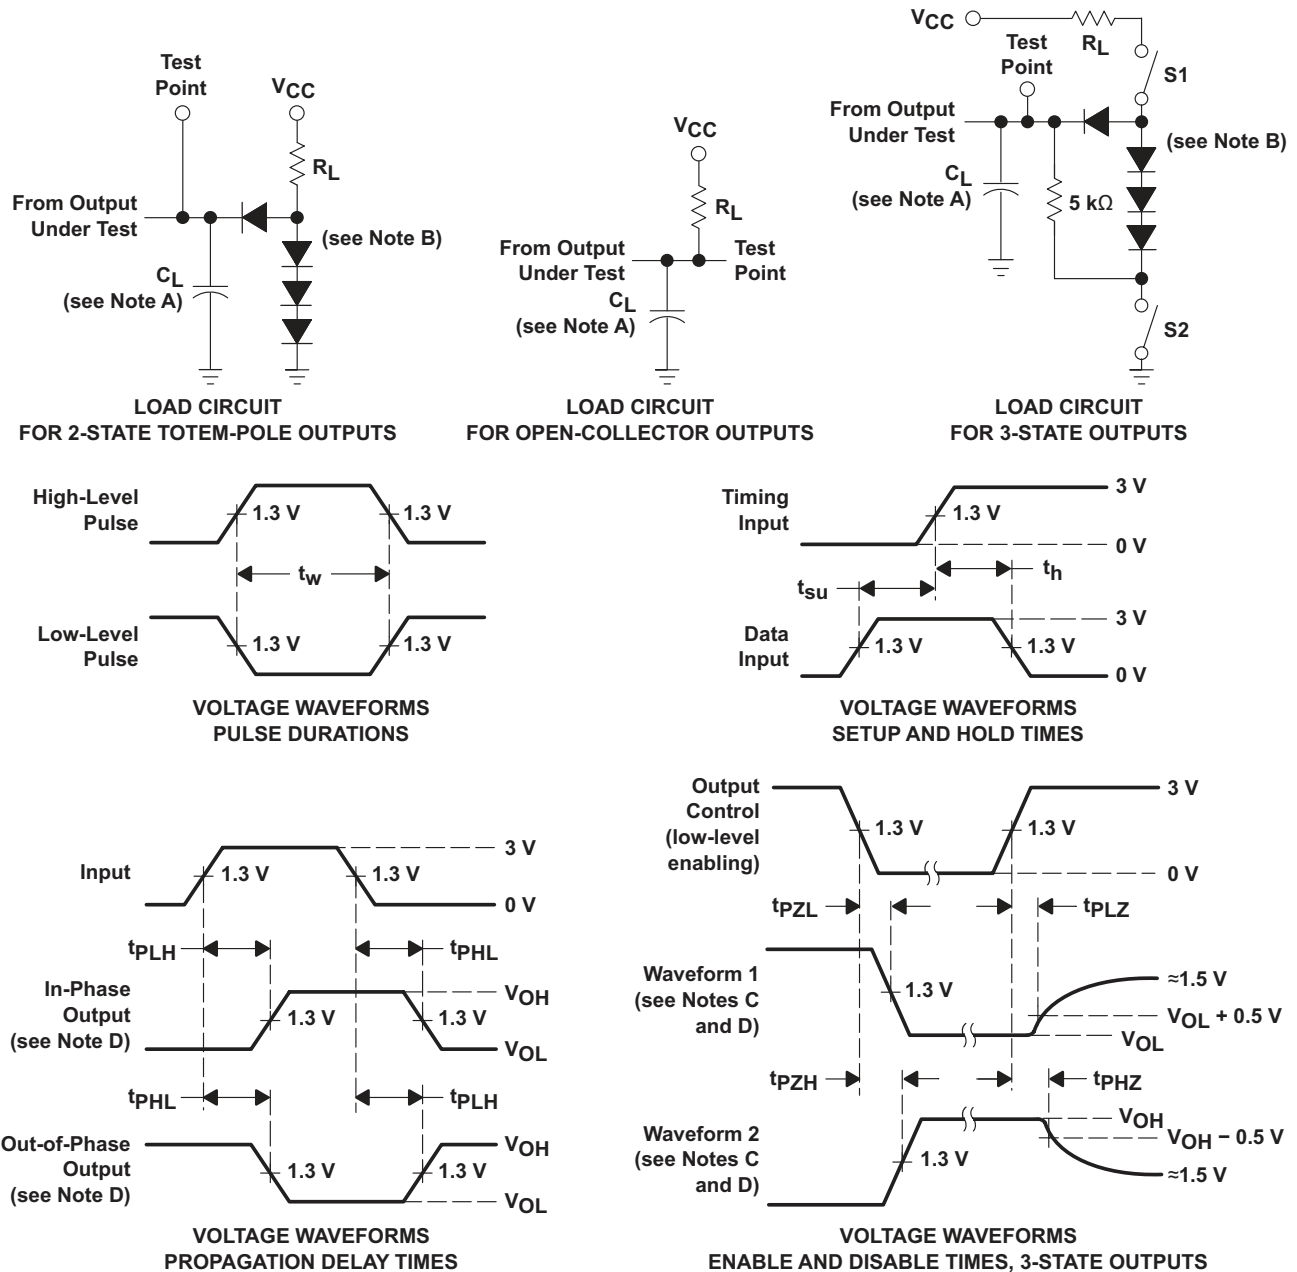 Test
Point
VCC
RL
From Output
Under Test
(see Note B)
CL
(see Note A)
LOAD CIRCUIT
FOR 2-STATE TOTEM-POLE OUTPUTS
VCC
RL
From Output
Under Test
Test
Point
CL
(see Note A)
LOAD CIRCUIT
FOR OPEN-COLLECTOR OUTPUTS
VCC
RL
Test
Point
S1
From Output
Under Test
(see Note B)
CL
(see Note A)
5 kΩ
S2
LOAD CIRCUIT
FOR 3-STATE OUTPUTS
High-Level
Pulse
1.3 V
1.3 V
tw
Low-Level
Pulse
1.3 V
1.3 V
VOLTAGE WAVEFORMS
PULSE DURATIONS
Timing
Input
1.3 V
3 V
0 V
th
tsu
Data
Input
1.3 V
1.3 V
3 V
0 V
VOLTAGE WAVEFORMS
SETUP AND HOLD TIMES
Input
1.3 V
1.3 V
3 V
0 V
tPLH
tPHL
In-Phase
Output
(see Note D)
1.3 V
1.3 V
VOH
VOL
tPHL
tPLH
Out-of-Phase
Output
(see Note D)
1.3 V
1.3 V
VOH
VOL
VOLTAGE WAVEFORMS
PROPAGATION DELAY TIMES
Output
Control
(low-level
enabling)
1.3 V
1.3 V
3 V
0 V
tPZL
tPLZ
Waveform 1
(see Notes C
and D)
1.3 V
≈1.5 V
VOL + 0.5 V
VOL
tPZH
tPHZ
Waveform 2
(see Notes C
and D)
1.3 V
VOH
VOH − 0.5 V
≈1.5 V
VOLTAGE WAVEFORMS
ENABLE AND DISABLE TIMES, 3-STATE OUTPUTS